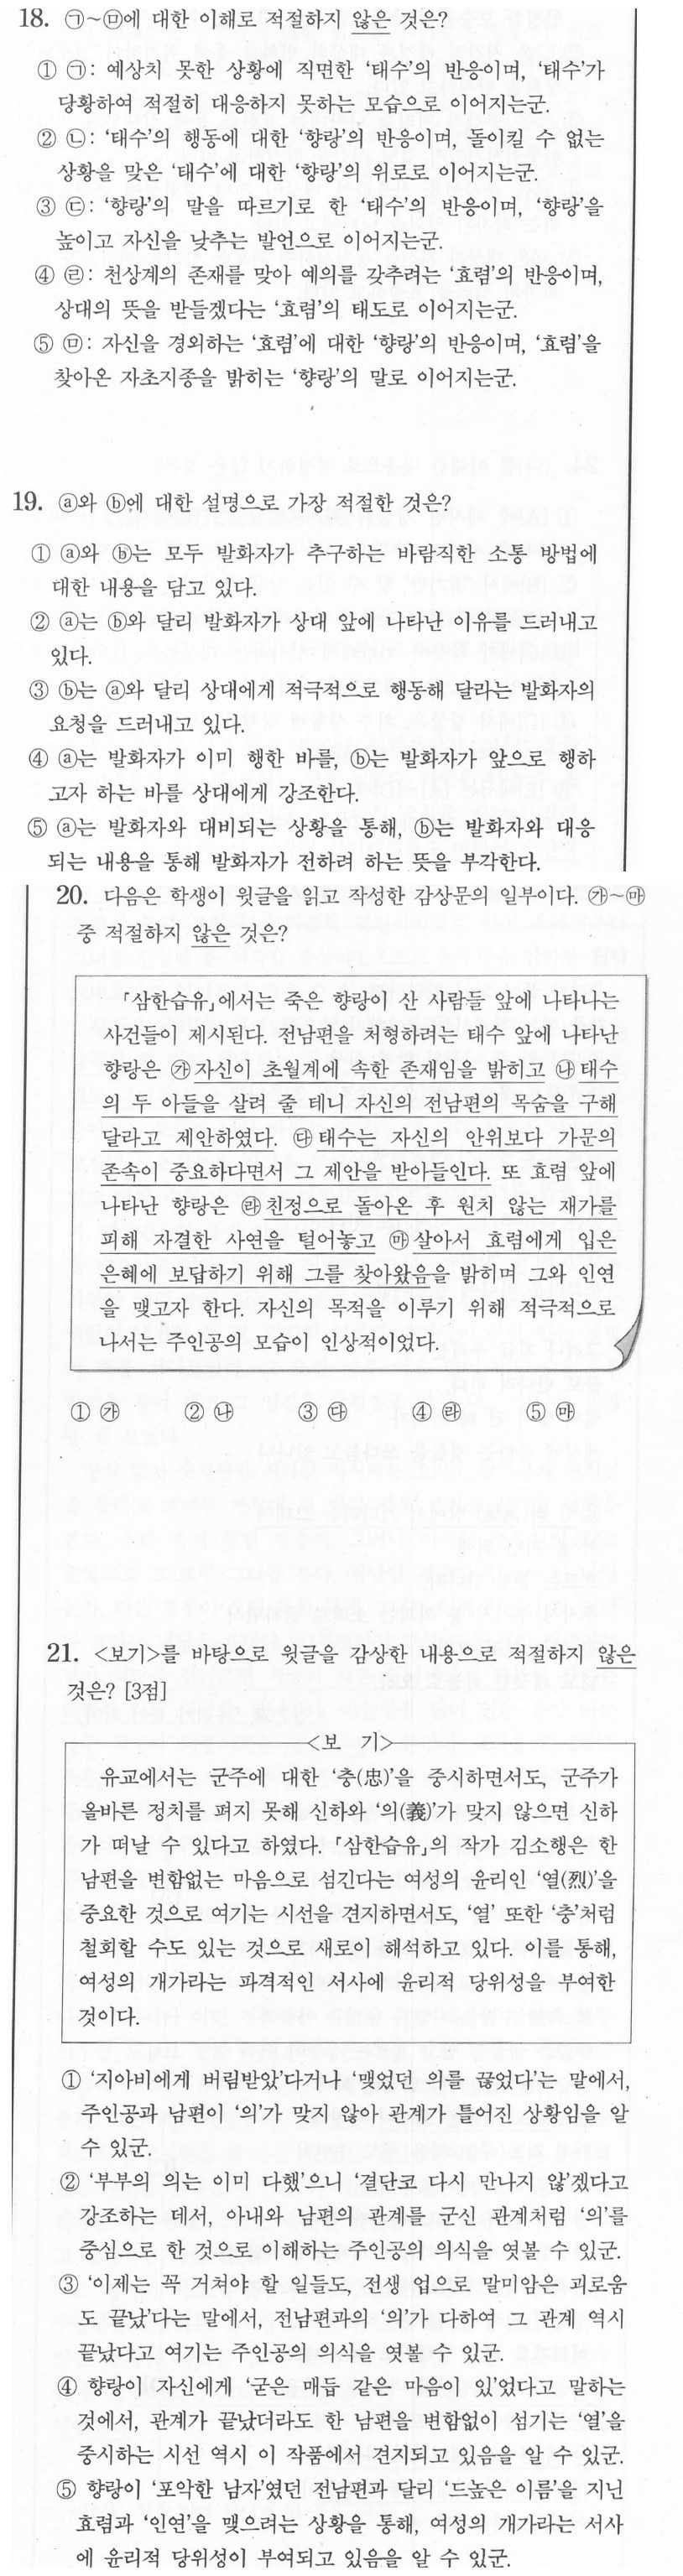 18. ㉠~㉤에 대한 이해로 적절하지 않은 것은?
① ㉠: 예상치 못한 상황에 직면한 ‘태수’의 반응이며, ‘태수’가
당황하여 적절히 대응하지 못하는 모습으로 이어지는군.
② ㉡: ‘태수’의 행동에 대한 ‘향랑’의 반응이며, 돌이킬 수 없는
상황을 맞은 ‘태수’에 대한 ‘향랑’의 위로로 이어지는군.
③ ㉢: ‘향랑’의 말을 따르기로 한 ‘태수’의 반응이며, ‘향랑’을
높이고 자신을 낮추는 발언으로 이어지는군.
④ ㉣: 천상계의 존재를 맞아 예의를 갖추려는 ‘효렴’의 반응이며,
상대의 뜻을 받들겠다는 ‘효렴’의 태도로 이어지는군.
⑤ ㉤: 자신을 경외하는 ‘효렴’에 대한 ‘향랑’의 반응이며, ‘효렴’을
찾아온 자초지종을 밝히는 ‘향랑’의 말로 이어지는군.
19. ⓐ와 ⓑ에 대한 설명으로 가장 적절한 것은?
① ⓐ와 ⓑ는 모두 발화자가 추구하는 바람직한 소통 방법에
대한 내용을 담고 있다.
② ⓐ는 ⓑ와 달리 발화자가 상대 앞에 나타난 이유를 드러내고
있다.
③ ⓑ는 ⓐ와 달리 상대에게 적극적으로 행동해 달라는 발화자의
요청을 드러내고 있다.
④ ⓐ는 발화자가 이미 행한 바를, ⓑ는 발화자가 앞으로 행하
고자 하는 바를 상대에게 강조한다.
⑤ ⓐ는 발화자와 대비되는 상황을 통해, ⓑ는 발화자와 대응
되는 내용을 통해 발화자가 전하려 하는 뜻을 부각한다.
20. 다음은 학생이 윗글을 읽고 작성한 감상문의 일부이다. ㉮~㉲
중 적절하지 않은 것은?
「삼한습유」에서는 죽은 향랑이 산 사람들 앞에 나타나는
사건들이 제시된다. 전남편을 처형하려는 태수 앞에 나타난
향랑은 ㉮자신이 초월계에 속한 존재임을 밝히고 ㉯태수
의 두 아들을 살려 줄 테니 자신의 전남편의 목숨을 구해
달라고 제안하였다. ㉰태수는 자신의 안위보다 가문의
존속이 중요하다면서 그 제안을 받아들인다. 또 효렴 앞에
나타난 향랑은 ㉱친정으로 돌아온 후 원치 않는 재가를
피해 자결한 사연을 털어놓고 ㉲살아서 효렴에게 입은
은혜에 보답하기 위해 그를 찾아왔음을 밝히며 그와 인연
을 맺고자 한다. 자신의 목적을 이루기 위해 적극적으로
나서는 주인공의 모습이 인상적이었다.
① ㉮ ② ㉯ ③ ㉰ ④ ㉱ ⑤ ㉲
21. <보기>를 바탕으로 윗글을 감상한 내용으로 적절하지 않은
것은? [3점]
<보 기>
유교에서는 군주에 대한 ‘충(忠)’을 중시하면서도, 군주가
올바른 정치를 펴지 못해 신하와 ‘의(義)’가 맞지 않으면 신하
가 떠날 수 있다고 하였다. 「삼한습유」의 작가 김소행은 한
남편을 변함없는 마음으로 섬긴다는 여성의 윤리인 ‘열(烈)’을
중요한 것으로 여기는 시선을 견지하면서도, ‘열’ 또한 ‘충’처럼
철회할 수도 있는 것으로 새로이 해석하고 있다. 이를 통해,
여성의 개가라는 파격적인 서사에 윤리적 당위성을 부여한
것이다.
① ‘지아비에게 버림받았’다거나 ‘맺었던 의를 끊었다’는 말에서,
주인공과 남편이 ‘의’가 맞지 않아 관계가 틀어진 상황임을 알
수 있군.
② ‘부부의 의는 이미 다했’으니 ‘결단코 다시 만나지 않’겠다고
강조하는 데서, 아내와 남편의 관계를 군신 관계처럼 ‘의’를
중심으로 한 것으로 이해하는 주인공의 의식을 엿볼 수 있군.
③ ‘이제는 꼭 거쳐야 할 일들도, 전생 업으로 말미암은 괴로움
도 끝났’다는 말에서, 전남편과의 ‘의’가 다하여 그 관계 역시
끝났다고 여기는 주인공의 의식을 엿볼 수 있군.
④ 향랑이 자신에게 ‘굳은 매듭 같은 마음이 있’었다고 말하는
것에서, 관계가 끝났더라도 한 남편을 변함없이 섬기는 ‘열’을
중시하는 시선 역시 이 작품에서 견지되고 있음을 알 수 있군.
⑤ 향랑이 ‘포악한 남자’였던 전남편과 달리 ‘드높은 이름’을 지닌
효렴과 ‘인연’을 맺으려는 상황을 통해, 여성의 개가라는 서사
에 윤리적 당위성이 부여되고 있음을 알 수 있군.